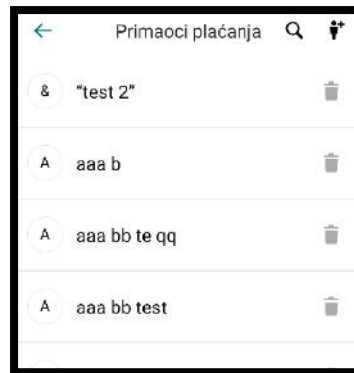 Primaoci plaćanja
& “test 2”
A aaa b
A aaa bb te qq
A aaa bb test